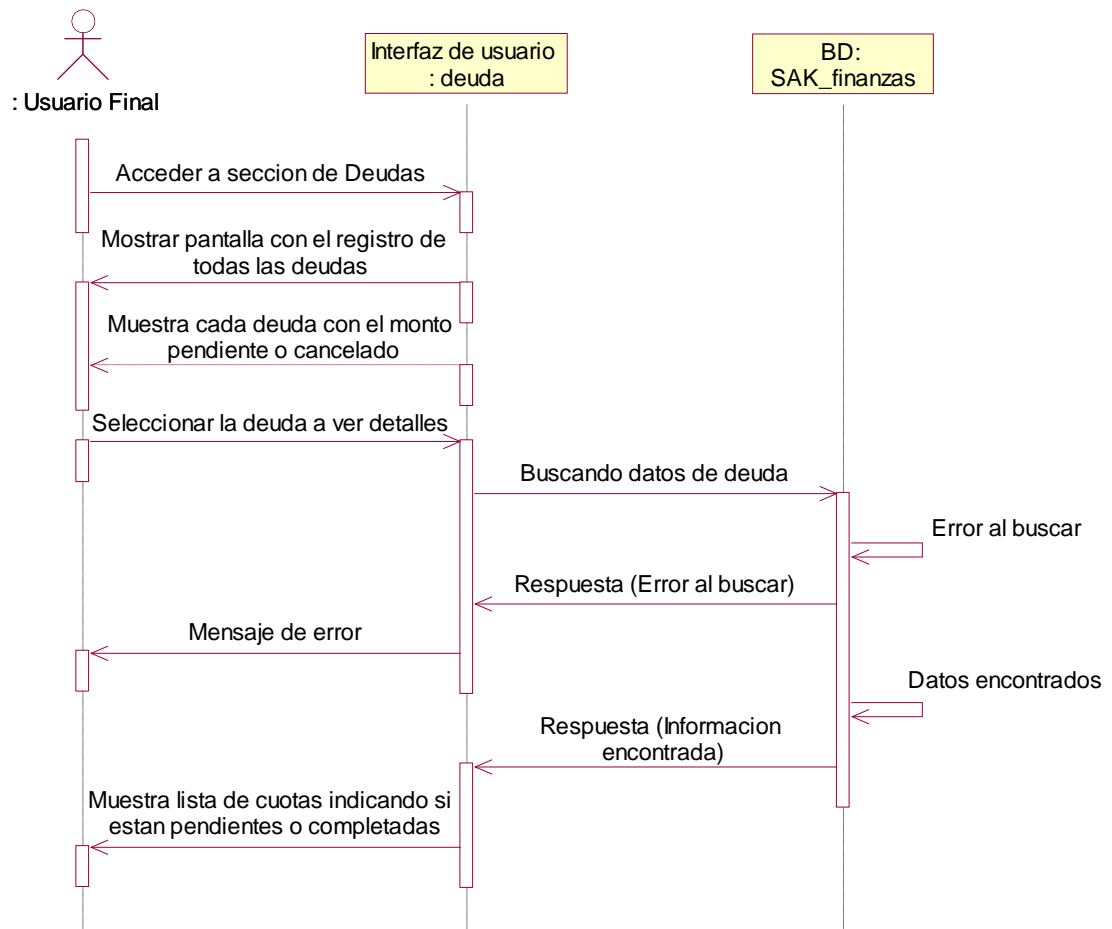 : Usuario Final
Interfaz de usuario
: deuda
BD:
SAK_finanzas
Acceder a seccion de Deudas
Mostrar pantalla con el registro de
todas las deudas
Muestra cada deuda con el monto
pendiente o cancelado
Seleccionar la deuda a ver detalles
Buscando datos de deuda
Error al buscar
Respuesta (Error al buscar)
Mensaje de error
Datos encontrados
Respuesta (Informacion
encontrada)
Muestra lista de cuotas indicando si
estan pendientes o completadas